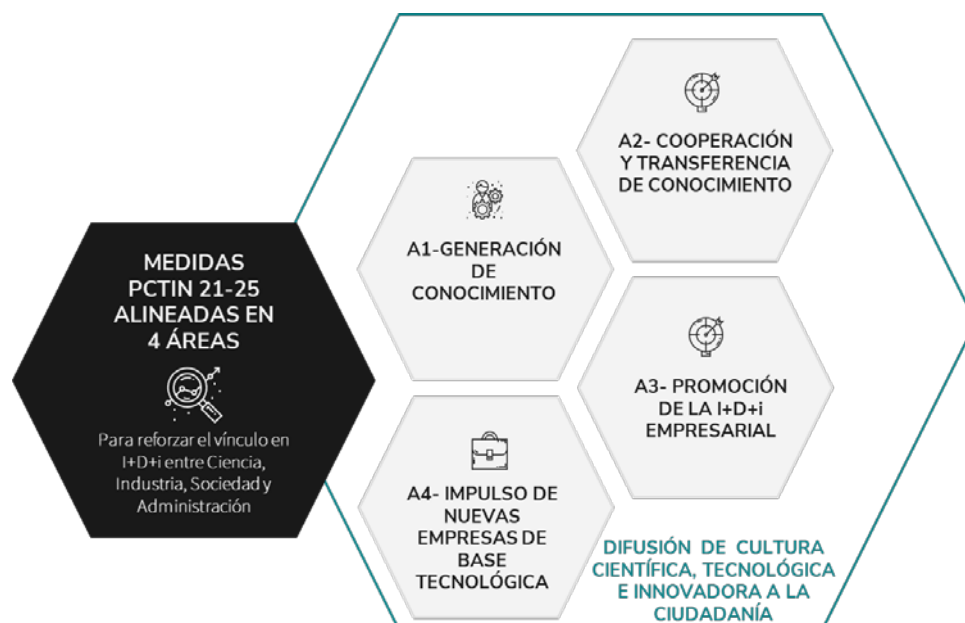 MEDIDAS
PCTIN 21-25
ALINEADAS EN
4 ÁREAS
Para reforzar el vínculo en
I+D+i entre Ciencia,
Industria, Sociedad y
Administración
A1-GENERACIÓN
DE
CONOCIMIENTO
A2- COOPERACIÓN
Y TRANSFERENCIA
DE CONOCIMIENTO
A3- PROMOCIÓN
DE LA I+D+i
EMPRESARIAL
A4- IMPULSO DE
NUEVAS
EMPRESAS DE
BASE
TECNOLÓGICA
DIFUSIÓN DE CULTURA
CIENTÍFICA, TECNOLÓGICA
E INNOVADORA A LA
CIUDADANÍA